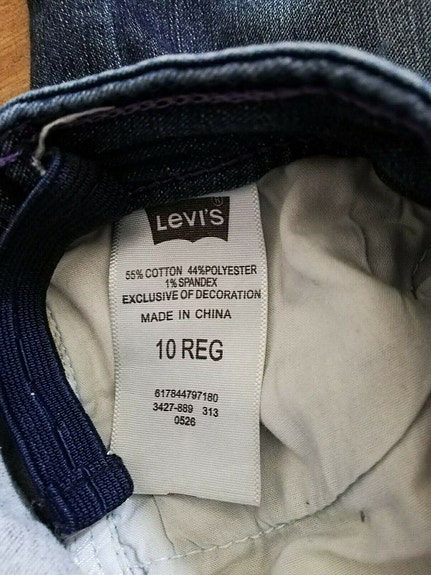 LEVI'S
55% COTTON 44%POLYESTER
1% SPANDEX
EXCLUSIVE OF DECORATION
MADE IN CHINA
10 REG
617844797180
3427-889 313
0526